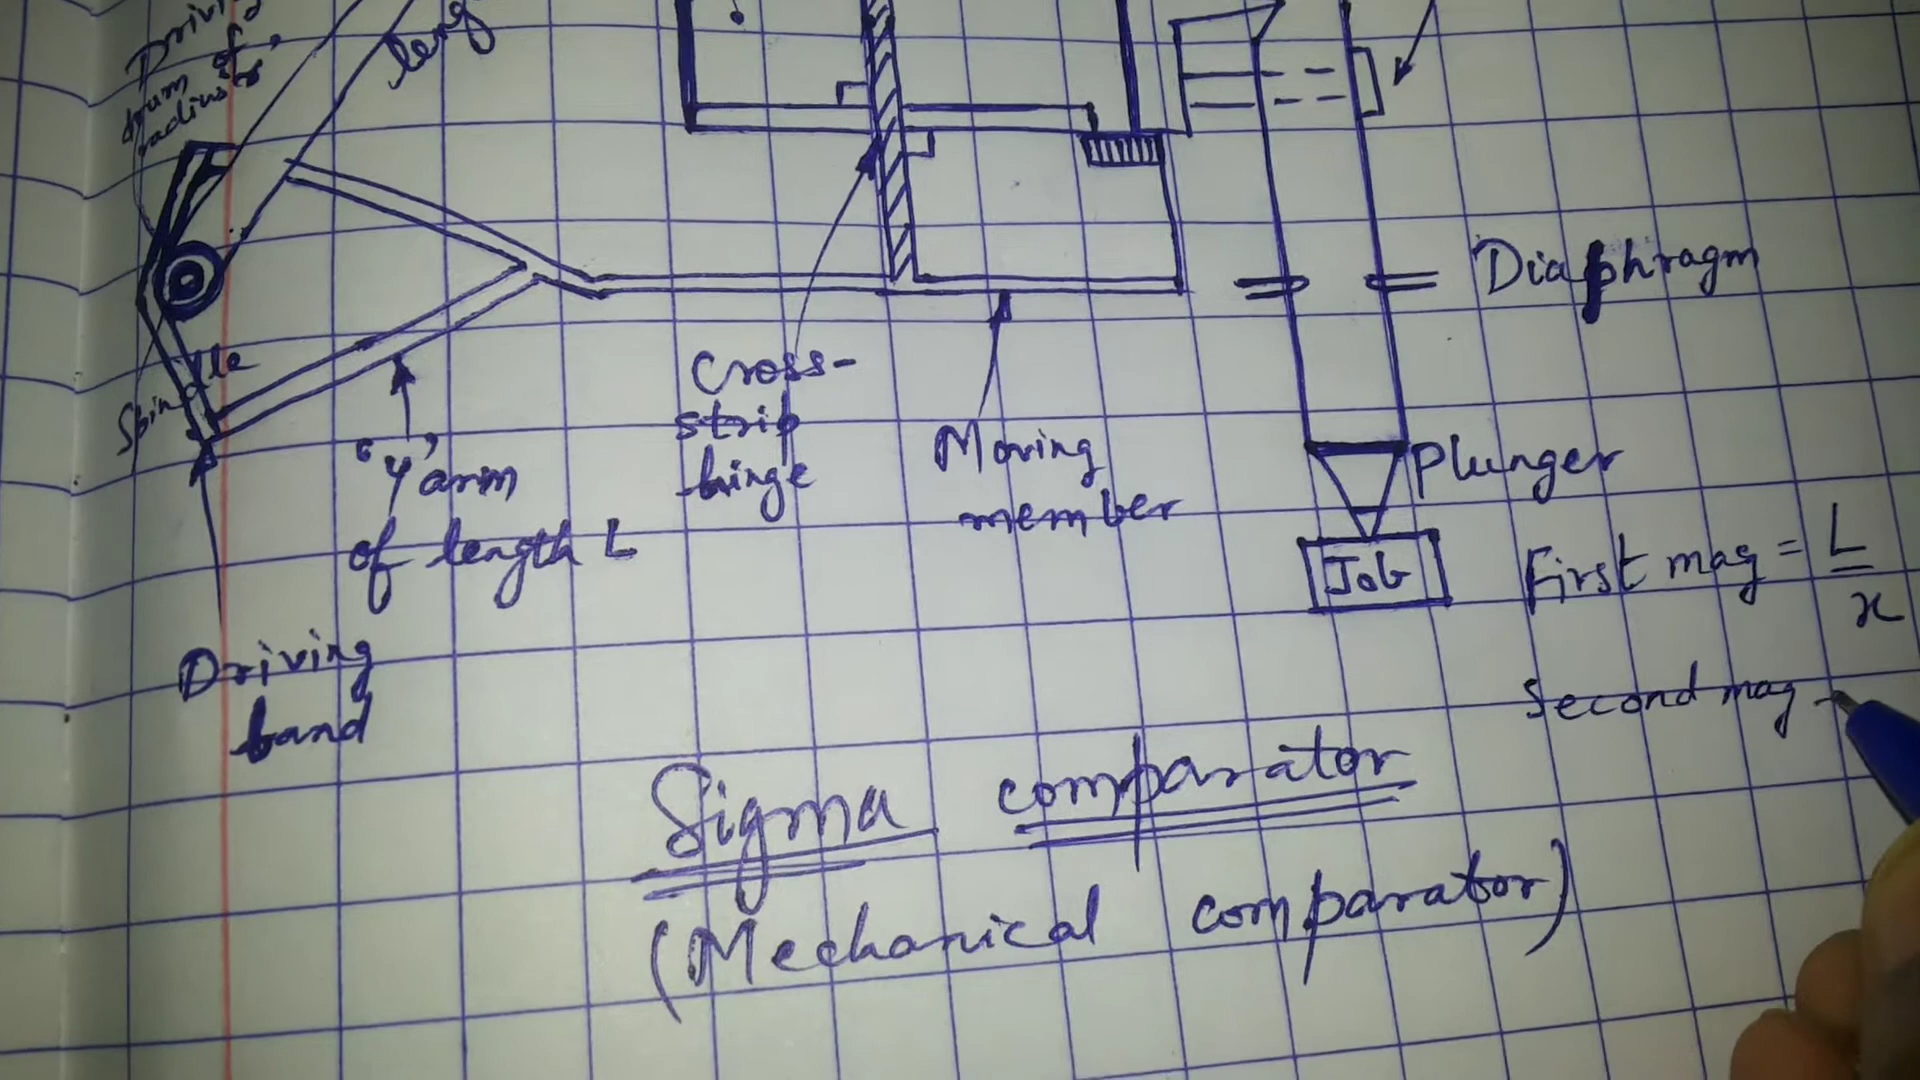 Driving
drum of
radius 'r'
leng
Diaphragm
Spindle
Cross-
strip
hinge
Moving
member
'Y' arm
of length L
Plunger
Job
First mag = L
x
Driving
band
Second mag -
Sigma comparator
(Mechanical comparator)